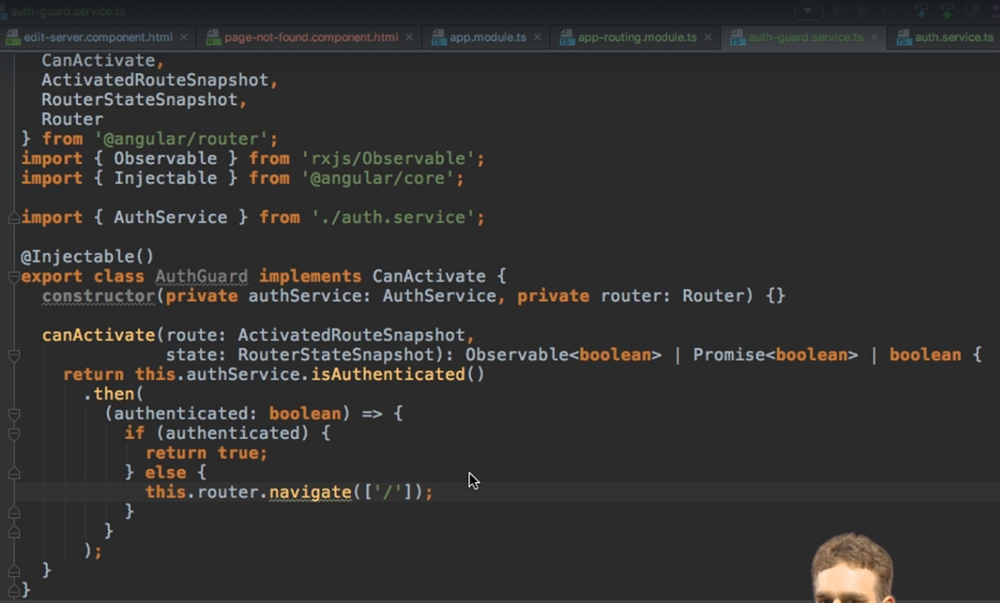 auth-guard.service.ts
VCS VCS
edit-server.component.html × page-not-found.component.html × app.module.ts × app-routing.module.ts × auth-guard.service.ts × auth.service.ts
CanActivate,
ActivatedRouteSnapshot,
RouterStateSnapshot,
Router
} from '@angular/router';
import { Observable } from 'rxjs/Observable';
import { Injectable } from '@angular/core';
import { AuthService } from './auth.service';
@Injectable()
export class AuthGuard implements CanActivate {
constructor(private authService: AuthService, private router: Router) {}
canActivate(route: ActivatedRouteSnapshot,
state: RouterStateSnapshot): Observable<boolean> | Promise<boolean> | boolean {
return this.authService.isAuthenticated()
.then(
(authenticated: boolean) => {
if (authenticated) {
return true;
} else {
this.router.navigate(['/']);
}
}
);
}
}